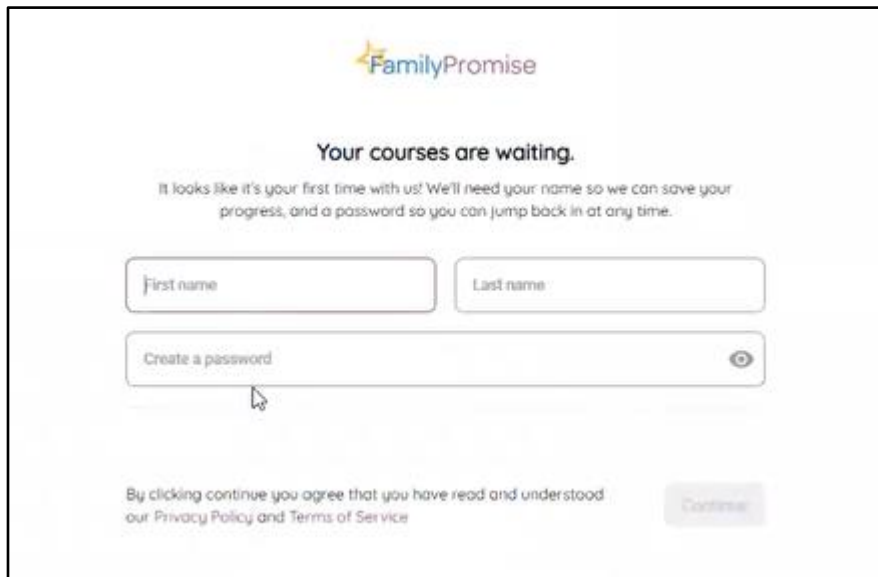 FamilyPromise
Your courses are waiting.
It looks like it's your first time with us! We'll need your name so we can save your
progress, and a password so you can jump back in at any time.
First name
Last name
Create a password
By clicking continue you agree that you have read and understood
our Privacy Policy and Terms of Service
Continue